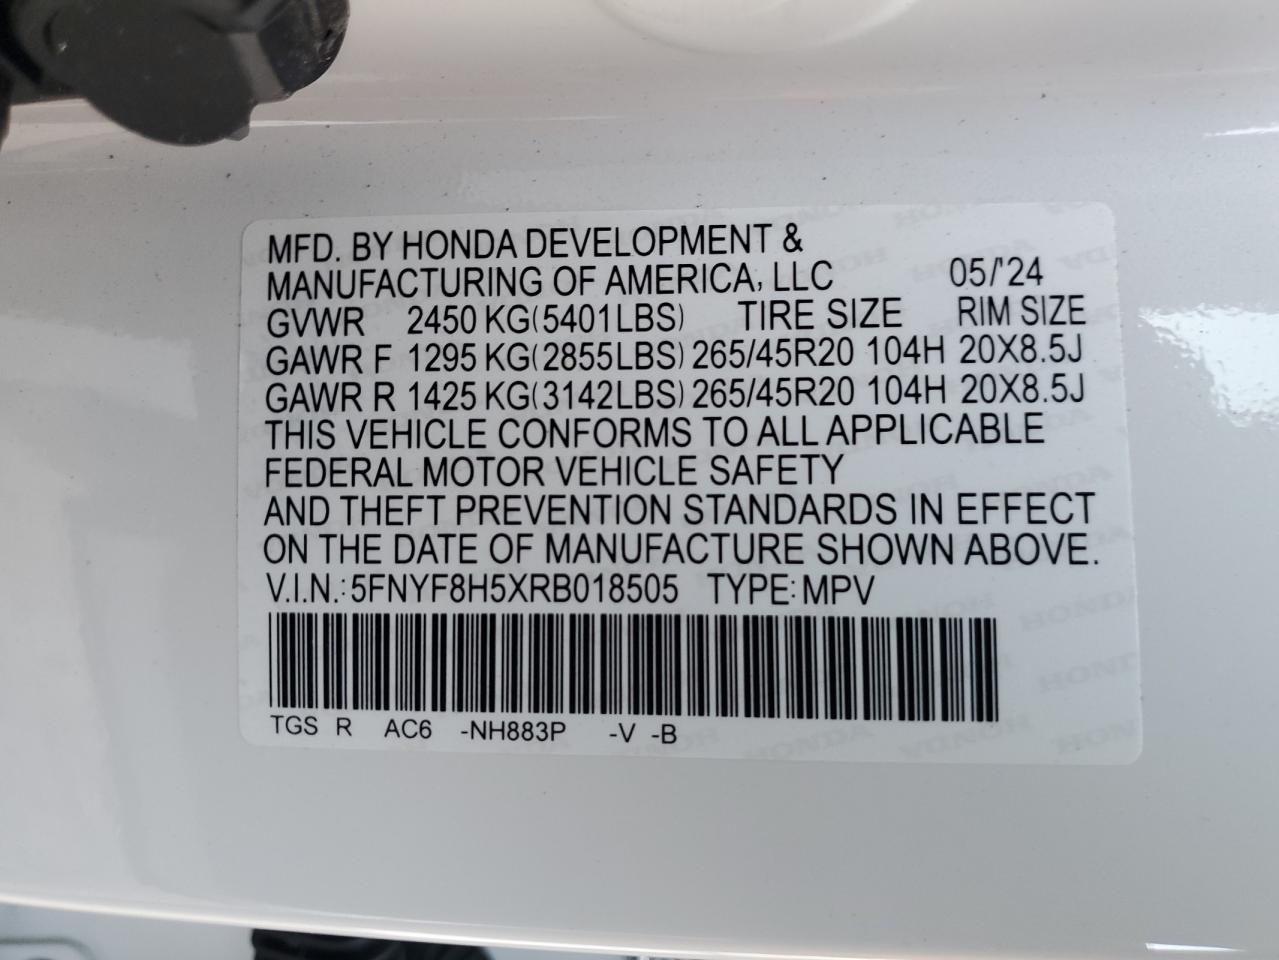 MFD. BY HONDA DEVELOPMENT &
MANUFACTURING OF AMERICA, LLC 05/'24
GVWR 2450 KG(5401LBS) TIRE SIZE RIM SIZE
GAWR F 1295 KG(2855LBS) 265/45R20 104H 20X8.5J
GAWR R 1425 KG(3142LBS) 265/45R20 104H 20X8.5J
THIS VEHICLE CONFORMS TO ALL APPLICABLE
FEDERAL MOTOR VEHICLE SAFETY
AND THEFT PREVENTION STANDARDS IN EFFECT
ON THE DATE OF MANUFACTURE SHOWN ABOVE.
V.I.N.: 5FNYF8H5XRB018505 TYPE: MPV
TGS R AC6 -NH883P -V -B